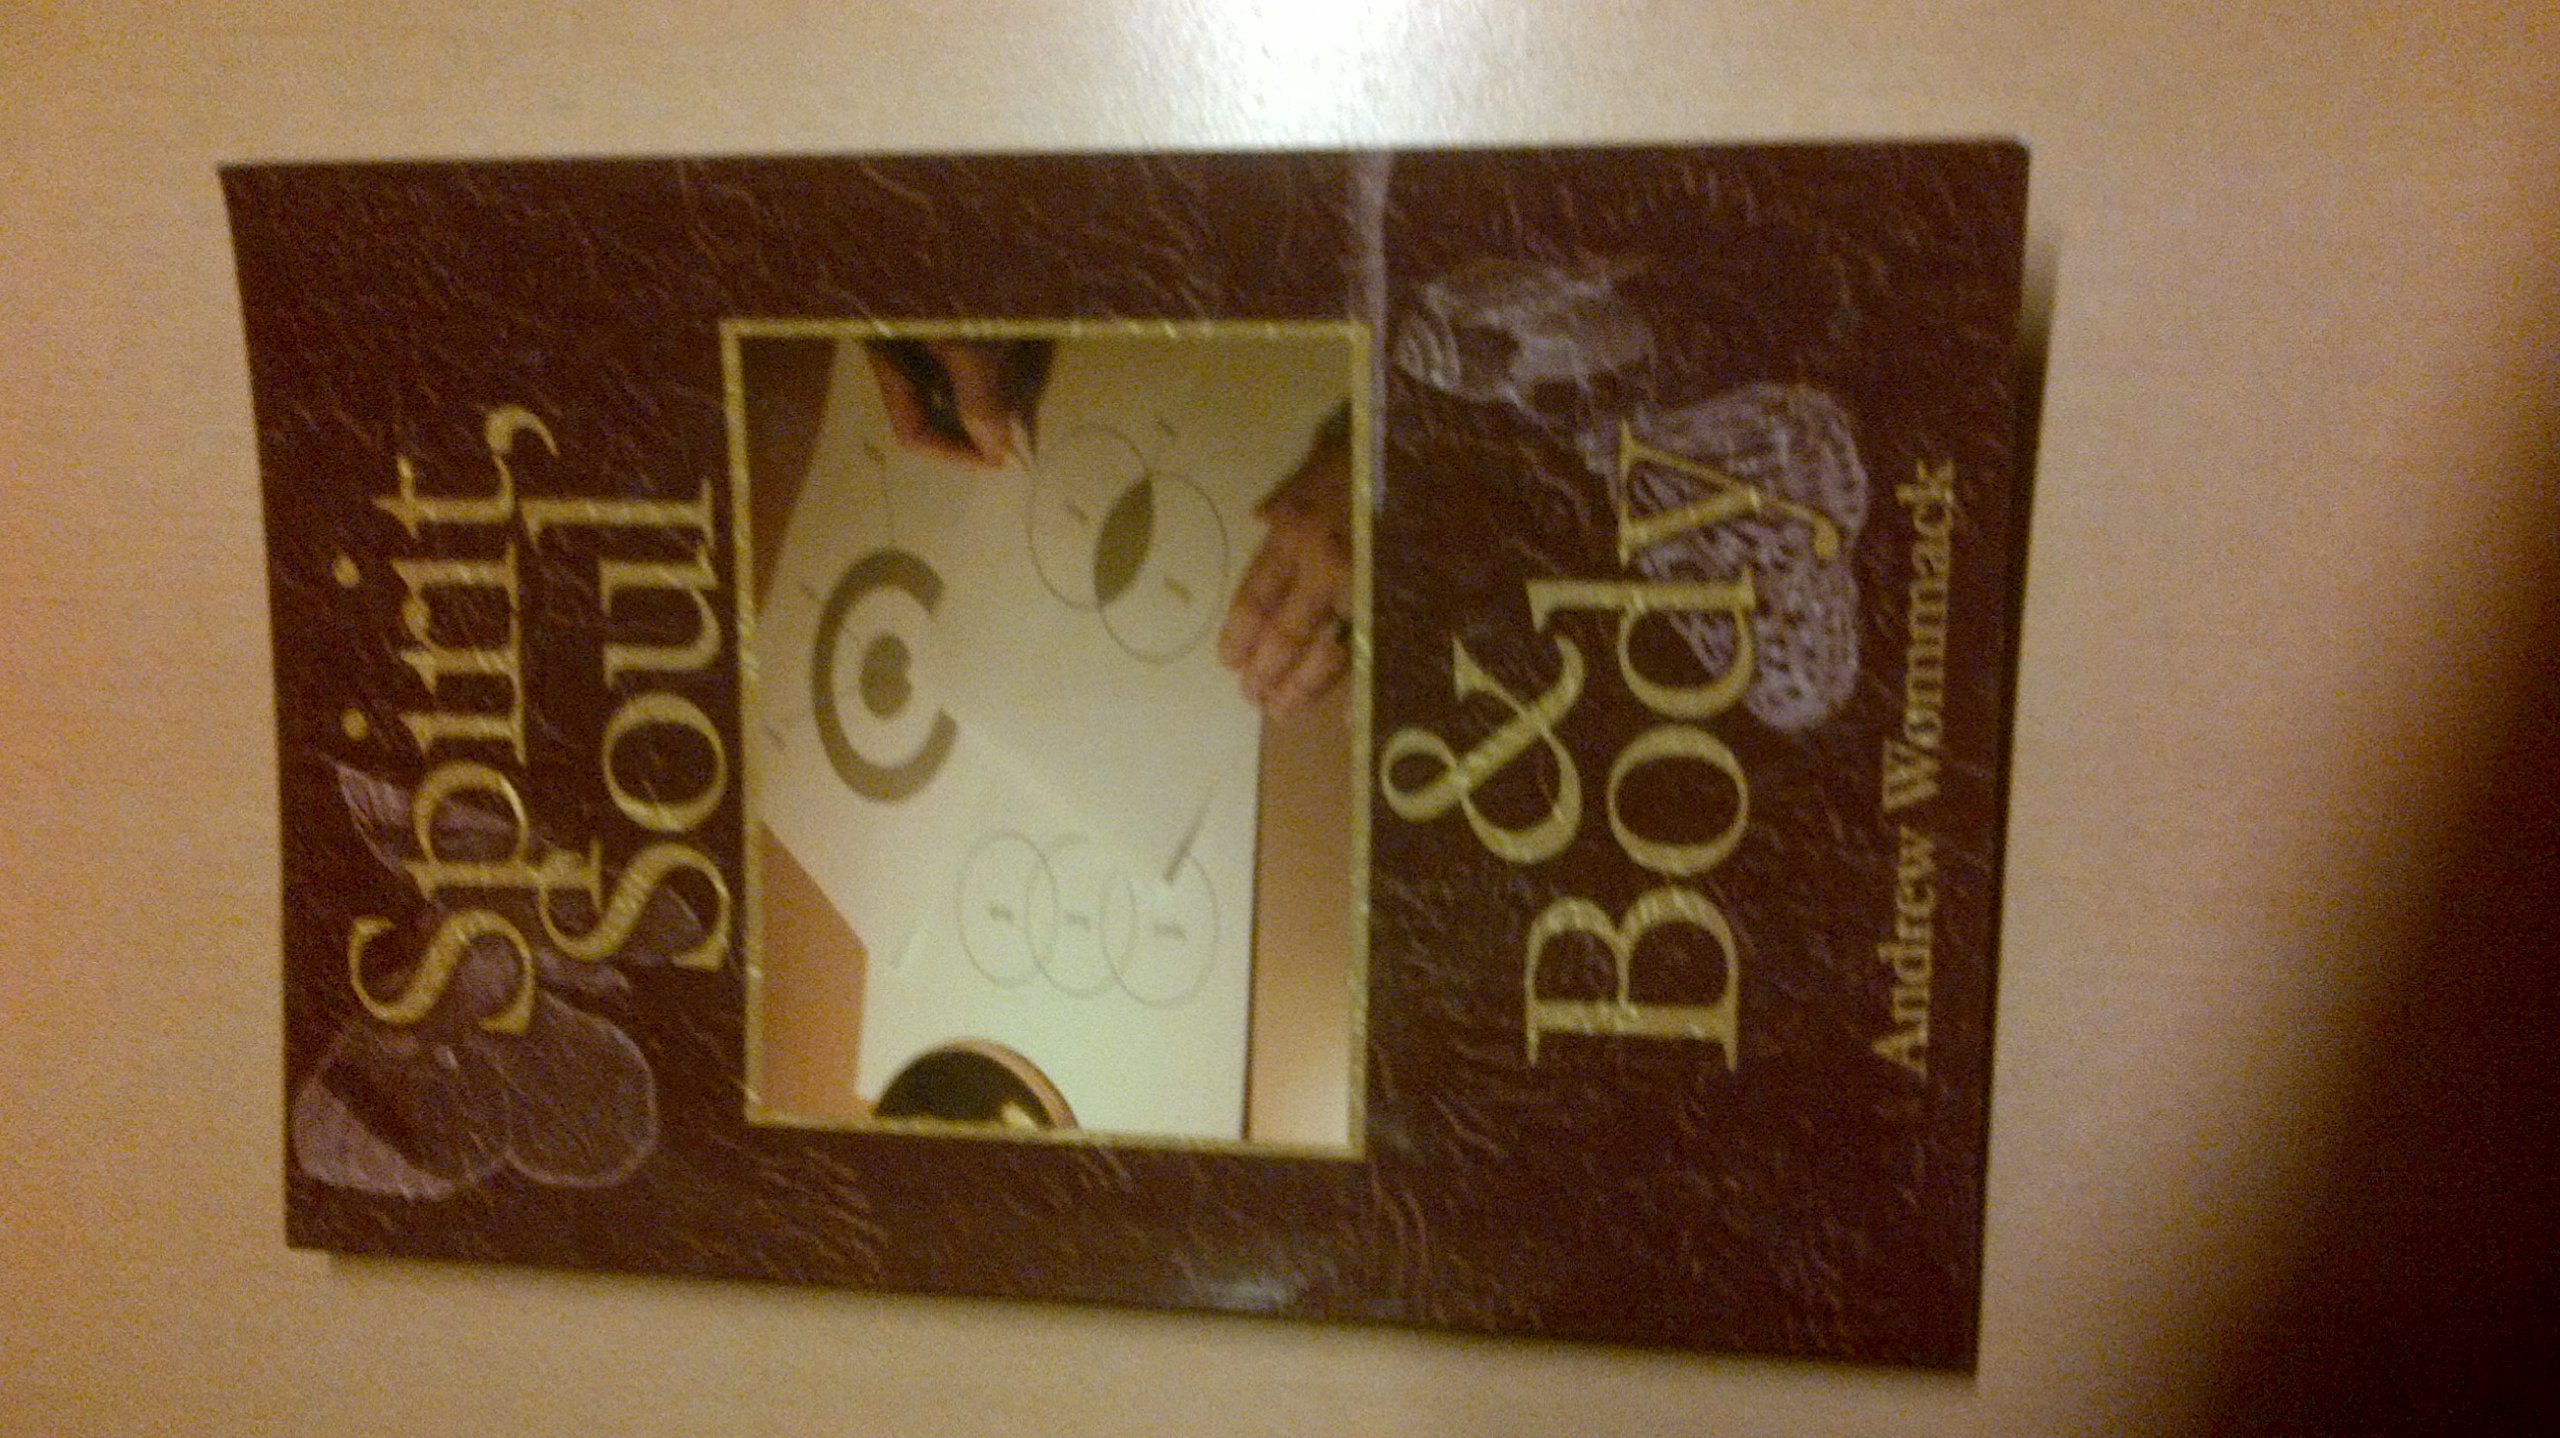 Spirit,
Soul
&
Body
Andrew Wommack